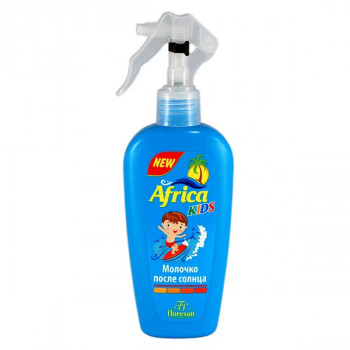 NEW
Africa
KIDS
Молочко
после солнца
floresan